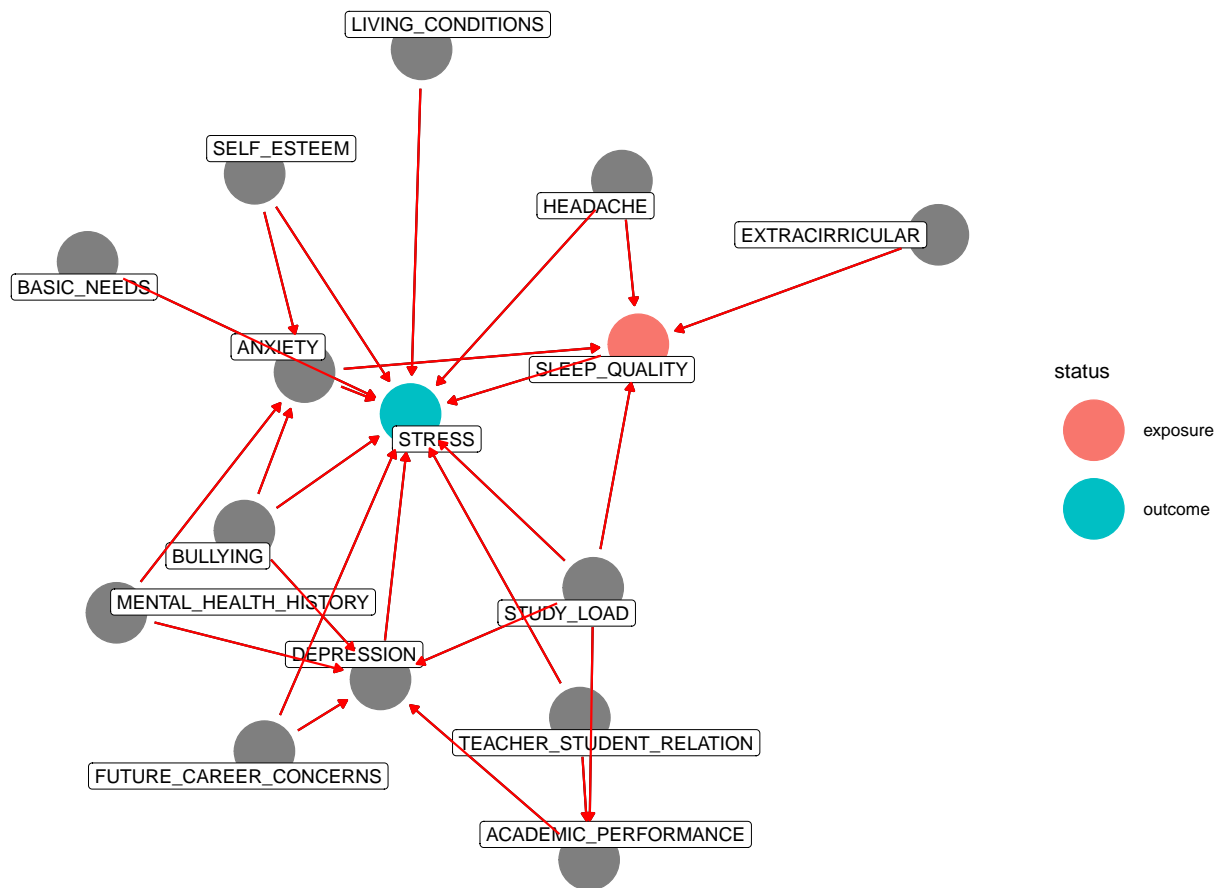 LIVING_CONDITIONS
SELF_ESTEEM
HEADACHE
EXTRACIRRICULAR
BASIC_NEEDS
ANXIETY
SLEEP_QUALITY
status
exposure
STRESS
outcome
BULLYING
MENTAL_HEALTH_HISTORY
STUDY_LOAD
DEPRESSION
TEACHER_STUDENT_RELATION
FUTURE_CAREER_CONCERNS
ACADEMIC_PERFORMANCE